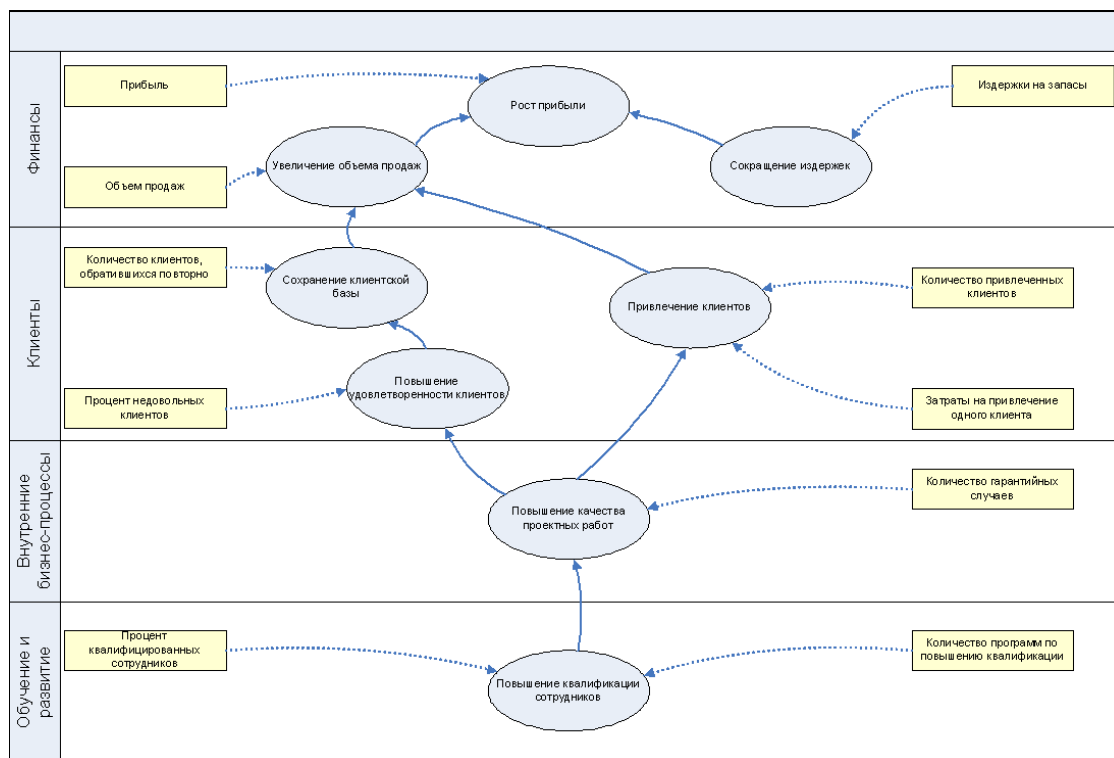 Финансы
Прибыль
Рост прибыли
Издержки на запасы
Увеличение объема продаж
Сокращение издержек
Объем продаж
Клиенты
Количество клиентов,
обратившихся повторно
Сохранение клиентской
базы
Привлечение клиентов
Количество привлеченных
клиентов
Повышение
удовлетворенности клиентов
Процент недовольных
клиентов
Затраты на привлечение
одного клиента
Внутренние
бизнес-процессы
Повышение качества
проектных работ
Количество гарантийных
случаев
Обучение и
развитие
Процент
квалифицированных
сотрудников
Повышение квалификации
сотрудников
Количество программ по
повышению квалификации